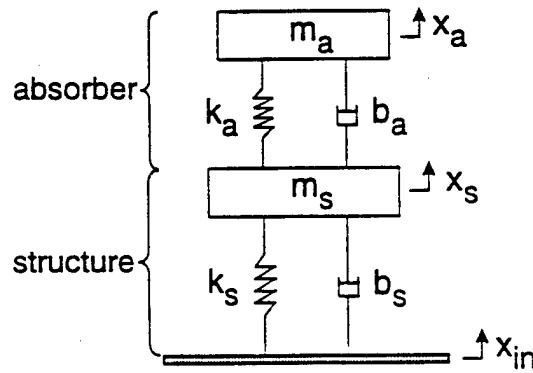 m_a
x_a
absorber
k_a
b_a
m_s
x_s
structure
k_s
b_s
x_in